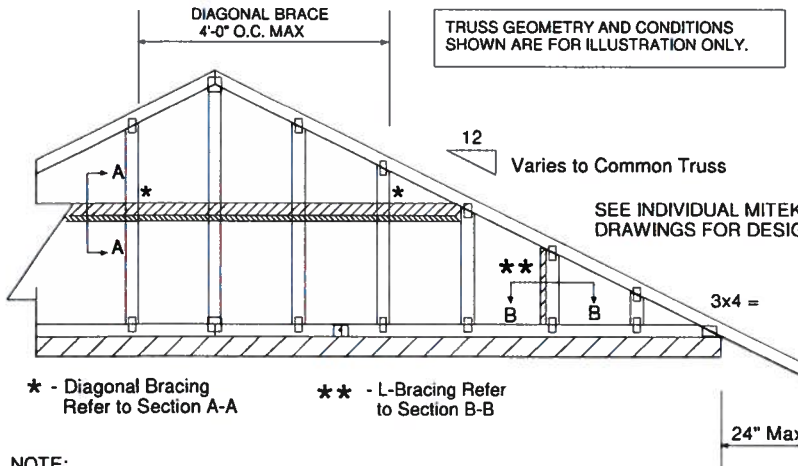 DIAGONAL BRACE
4'-0" O.C. MAX
TRUSS GEOMETRY AND CONDITIONS
SHOWN ARE FOR ILLUSTRATION ONLY.
12
Varies to Common Truss
A
*
*
SEE INDIVIDUAL MITEK
DRAWINGS FOR DESIG
A
**
B
B
3x4 =
* - Diagonal Bracing
Refer to Section A-A
** - L-Bracing Refer
to Section B-B
24" Max
NOTE: